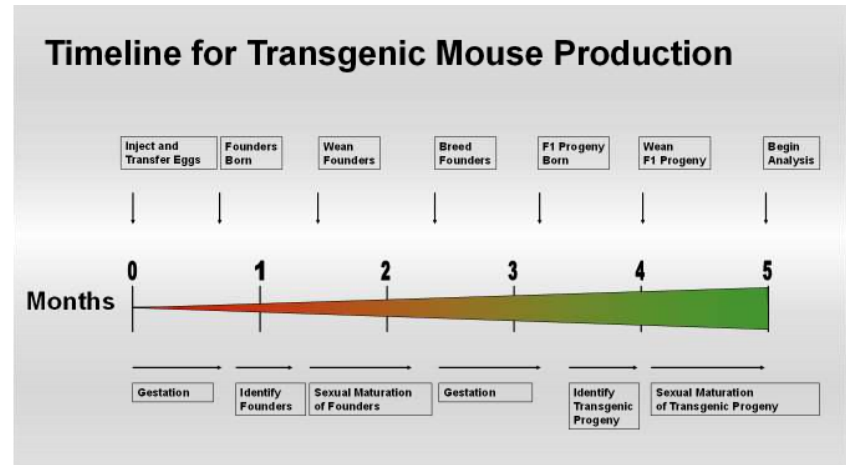 Timeline for Transgenic Mouse Production
Inject and
Transfer Eggs
Founders
Born
Wean
Founders
Breed
Founders
F1 Progeny
Born
Wean
F1 Progeny
Begin
Analysis
0 1 2 3 4 5
Months
Gestation
Identify
Founders
Sexual Maturation
of Founders
Gestation
Identify
Transgenic
Progeny
Sexual Maturation
of Transgenic Progeny